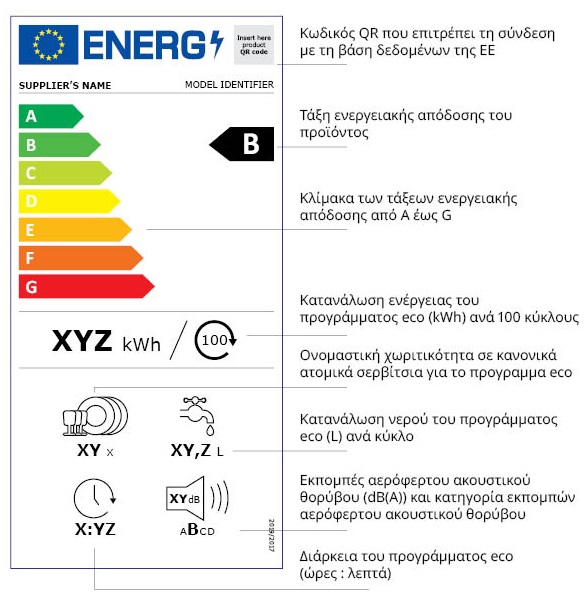 ENERG
Insert here
product
QR code
Κωδικός QR που επιτρέπει τη σύνδεση
με τη βάση δεδομένων της ΕΕ
SUPPLIER'S NAME
MODEL IDENTIFIER
A
B
C
D
E
F
G
B
Τάξη ενεργειακής απόδοσης του
προϊόντος
Κλίμακα των τάξεων ενεργειακής
απόδοσης από A έως G
XYZ kWh / 100
Κατανάλωση ενέργειας του
προγράμματος eco (kWh) ανά 100 κύκλους
Ονομαστική χωριτικότητα σε κανονικά
ατομικά σερβίτσια για το προγραμμα eco
XY x
XY,Z L
Κατανάλωση νερού του προγράμματος
eco (L) ανά κύκλο
X:YZ
XYdB
ABCD
2019/2017
Εκπομπές αερόφερτου ακουστικού
θορύβου (dB(A)) και κατηγορία εκπομπών
αερόφερτου ακουστικού θορύβου
Διάρκεια του προγράμματος eco
(ώρες : λεπτά)